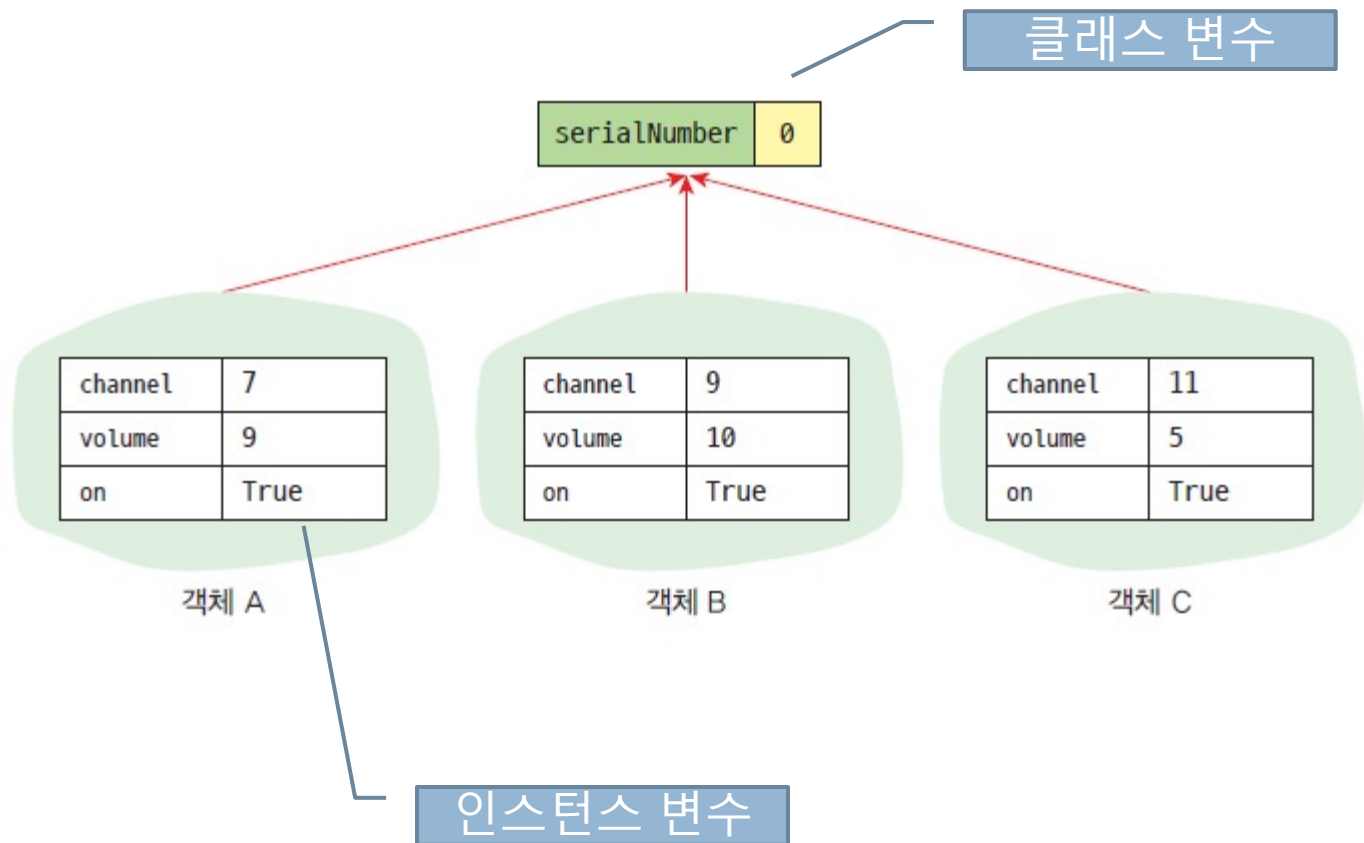 클래스 변수
serialNumber 0
channel 7
volume 9
on True
객체 A
channel 9
volume 10
on True
객체 B
channel 11
volume 5
on True
객체 C
인스턴스 변수